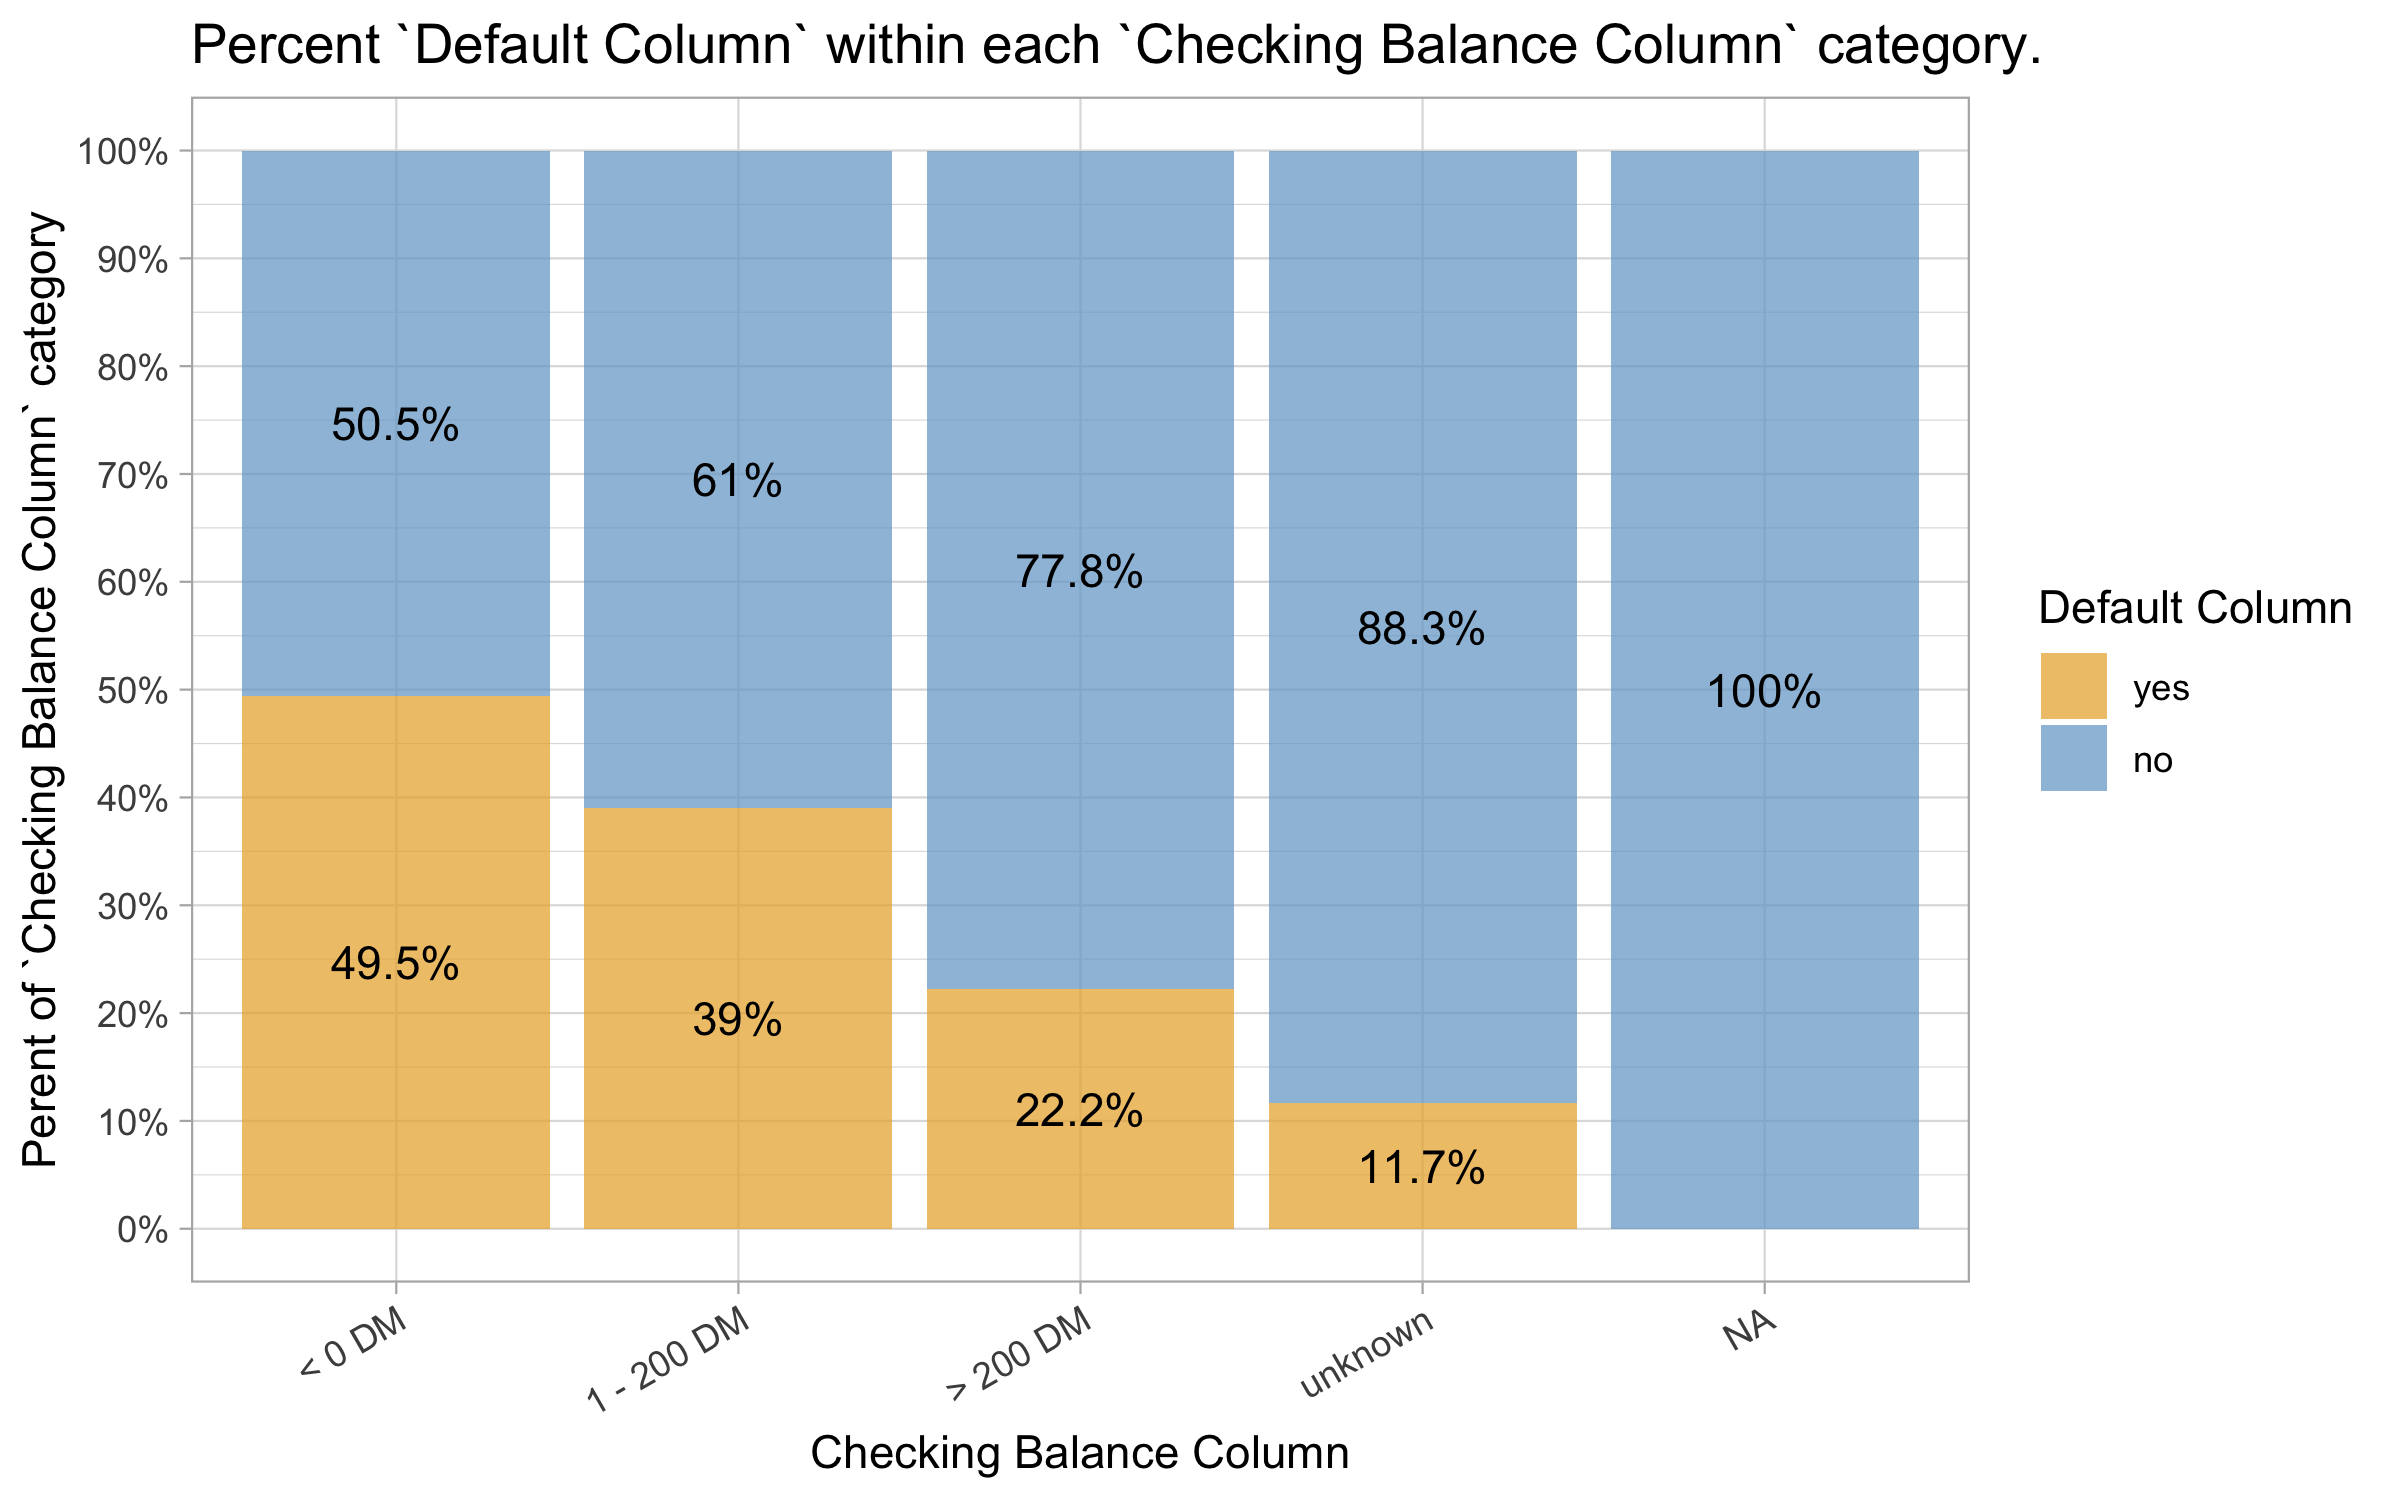 Percent `Default Column` within each `Checking Balance Column` category.
Perent of `Checking Balance Column` category
100%
90%
80%
70%
60%
50%
40%
30%
20%
10%
0%
50.5%
49.5%
61%
39%
77.8%
22.2%
88.3%
11.7%
100%
< 0 DM
1 - 200 DM
> 200 DM
unknown
NA
Checking Balance Column
Default Column
yes
no